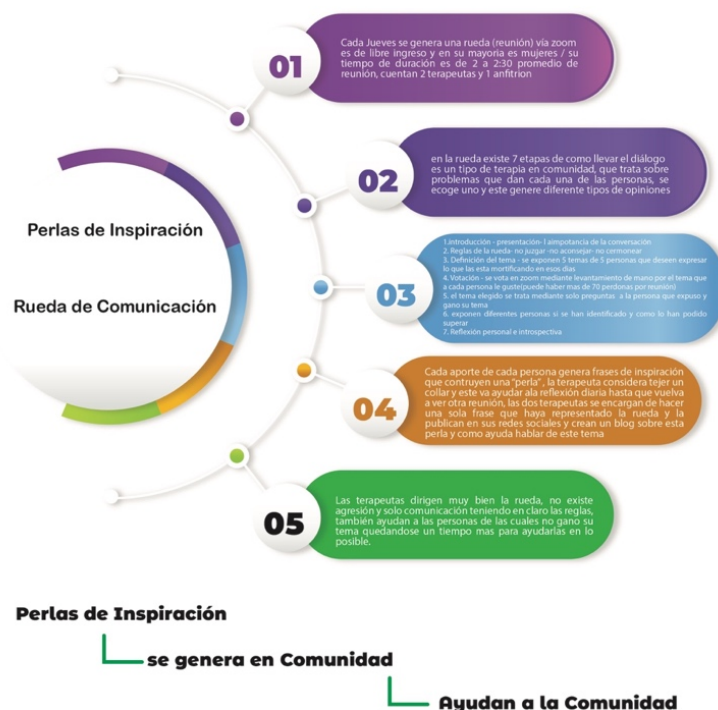 01
Cada Jueves se genera una rueda (reunión) vía zoom
es de libre ingreso y en su mayoria es mujeres / su
tiempo de duración es de 2 a 2:30 promedio de
reunión, cuentan 2 terapeutas y 1 anfitrion
02
en la rueda existe 7 etapas de como llevar el diálogo
es un tipo de terapia en comunidad, que trata sobre
problemas que dan cada una de las personas, se
ecoge uno y este genere diferente tipos de opiniones
Perlas de Inspiración
Rueda de Comunicación
03
1.introducción - presentación- l aimpotancia de la conversación
2. Reglas de la rueda- no juzgar -no aconsejar- no cermonear
3. Definición del tema - se exponen 5 temas de 5 personas que deseen expresar
lo que las esta mortificando en esos dias
4. Votación - se vota en zoom mediante levantamiento de mano por el tema que
a cada persona le guste(puede haber mas de 70 perdonas por reunión)
5. el tema elegido se trata mediante solo preguntas a la persona que expuso y
gano su tema
6. exponen diferentes personas si se han identificado y como lo han podido
superar
7. Reflexión personal e introspectiva
04
Cada aporte de cada persona genera frases de inspiración
que contruyen una "perla", la terapeuta considera tejer un
collar y este va ayudar ala reflexión diaria hasta que vuelva
a ver otra reunión, las dos terapeutas se encargan de hacer
una sola frase que haya representado la rueda y la
publican en sus redes sociales y crean un blog sobre esta
perla y como ayuda hablar de este tema
05
Las terapeutas dirigen muy bien la rueda, no existe
agresión y solo comunicación teniendo en claro las reglas,
también ayudan a las personas de las cuales no gano su
tema quedandose un tiempo mas para ayudarlas en lo
posible.
Perlas de Inspiración
se genera en Comunidad
Ayudan a la Comunidad